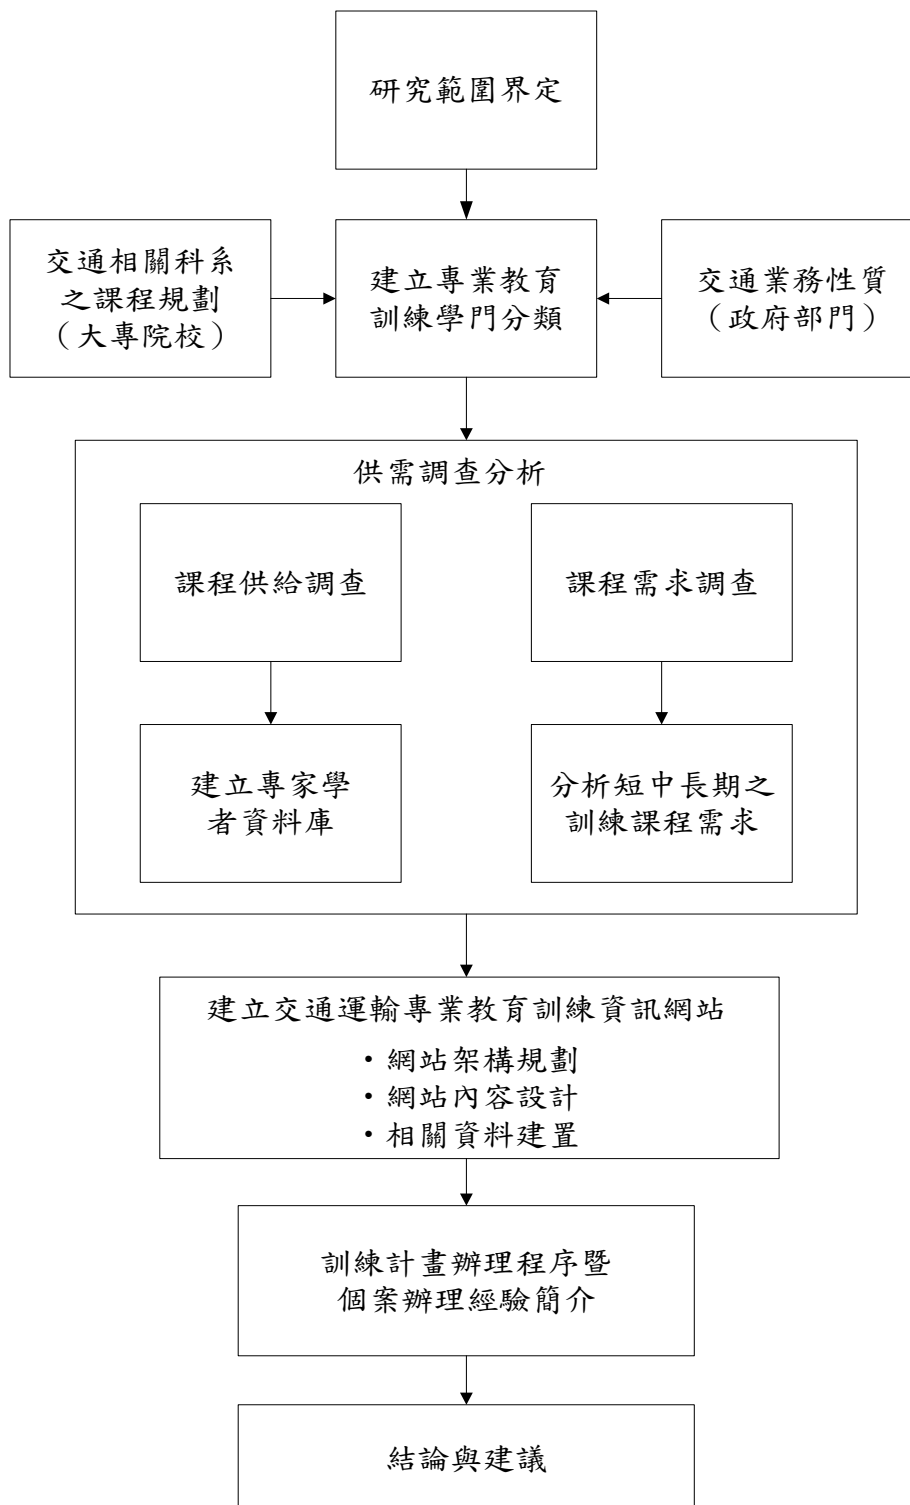 研究範圍界定
交通相關科系
之課程規劃
（大專院校）
建立專業教育
訓練學門分類
交通業務性質
（政府部門）
供需調查分析
課程供給調查
課程需求調查
建立專家學
者資料庫
分析短中長期之
訓練課程需求
建立交通運輸專業教育訓練資訊網站
・網站架構規劃
・網站內容設計
・相關資料建置
訓練計畫辦理程序暨
個案辦理經驗簡介
結論與建議